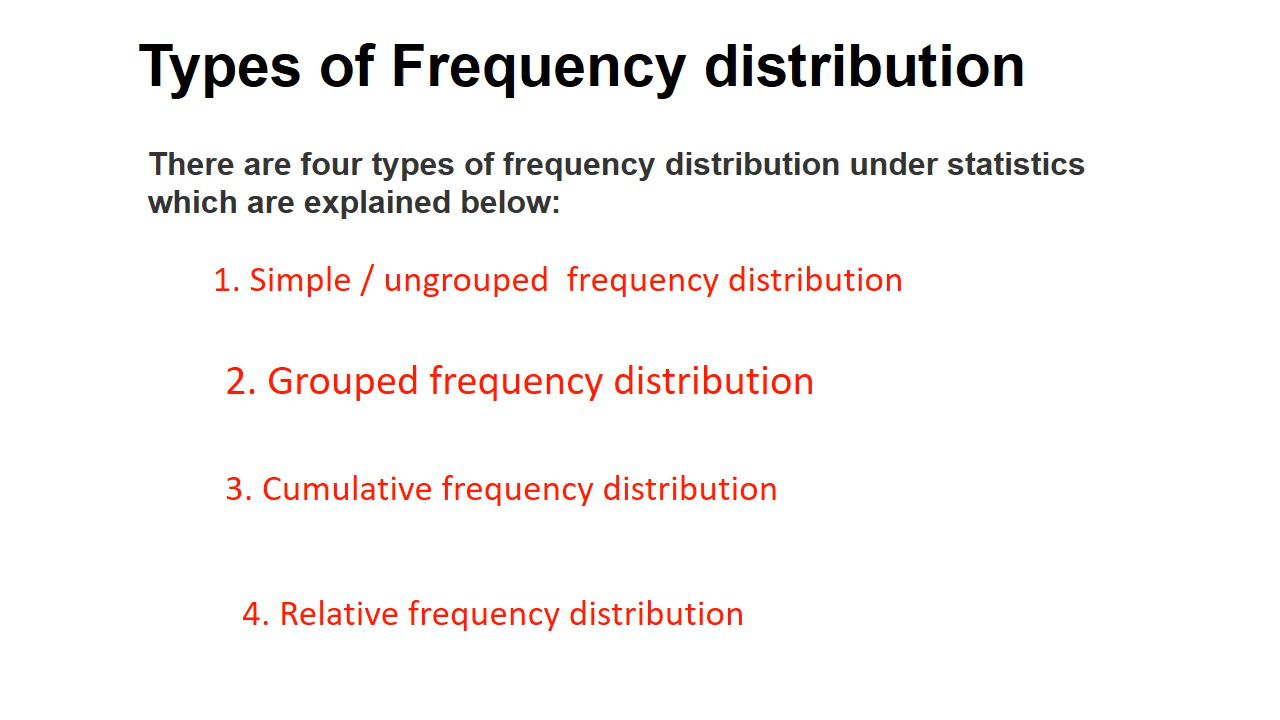 Types of Frequency distribution
There are four types of frequency distribution under statistics
which are explained below:
1. Simple / ungrouped  frequency distribution
2. Grouped frequency distribution
3. Cumulative frequency distribution
4. Relative frequency distribution